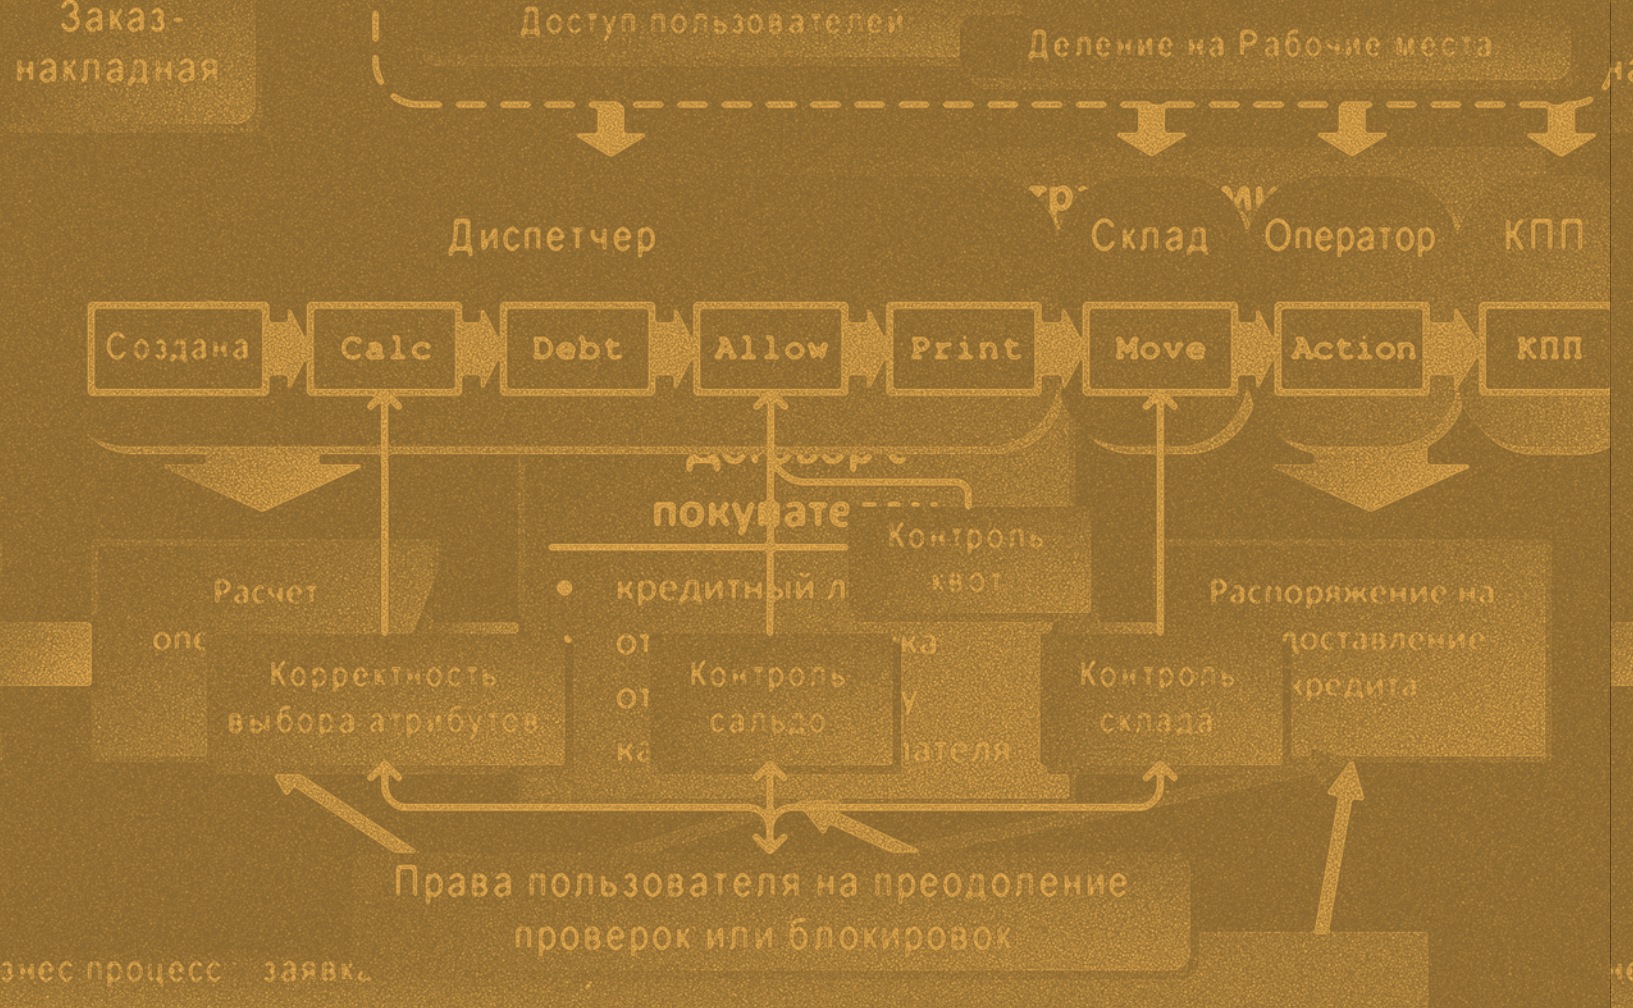 Заказ-
накладная
Доступ пользователей
Деление на Рабочие места
Диспетчер
Склад
Оператор
КПП
Создана
Calc
Debt
Allow
Print
Move
Action
КПП
Контроль
квот
кредитный
Расчет
Распоряжение на
доставление
кредита
Корректность
выбора атрибутов
Контроль
сальдо
Контроль
склада
Права пользователя на преодоление
проверок или блокировок
процесс заявка